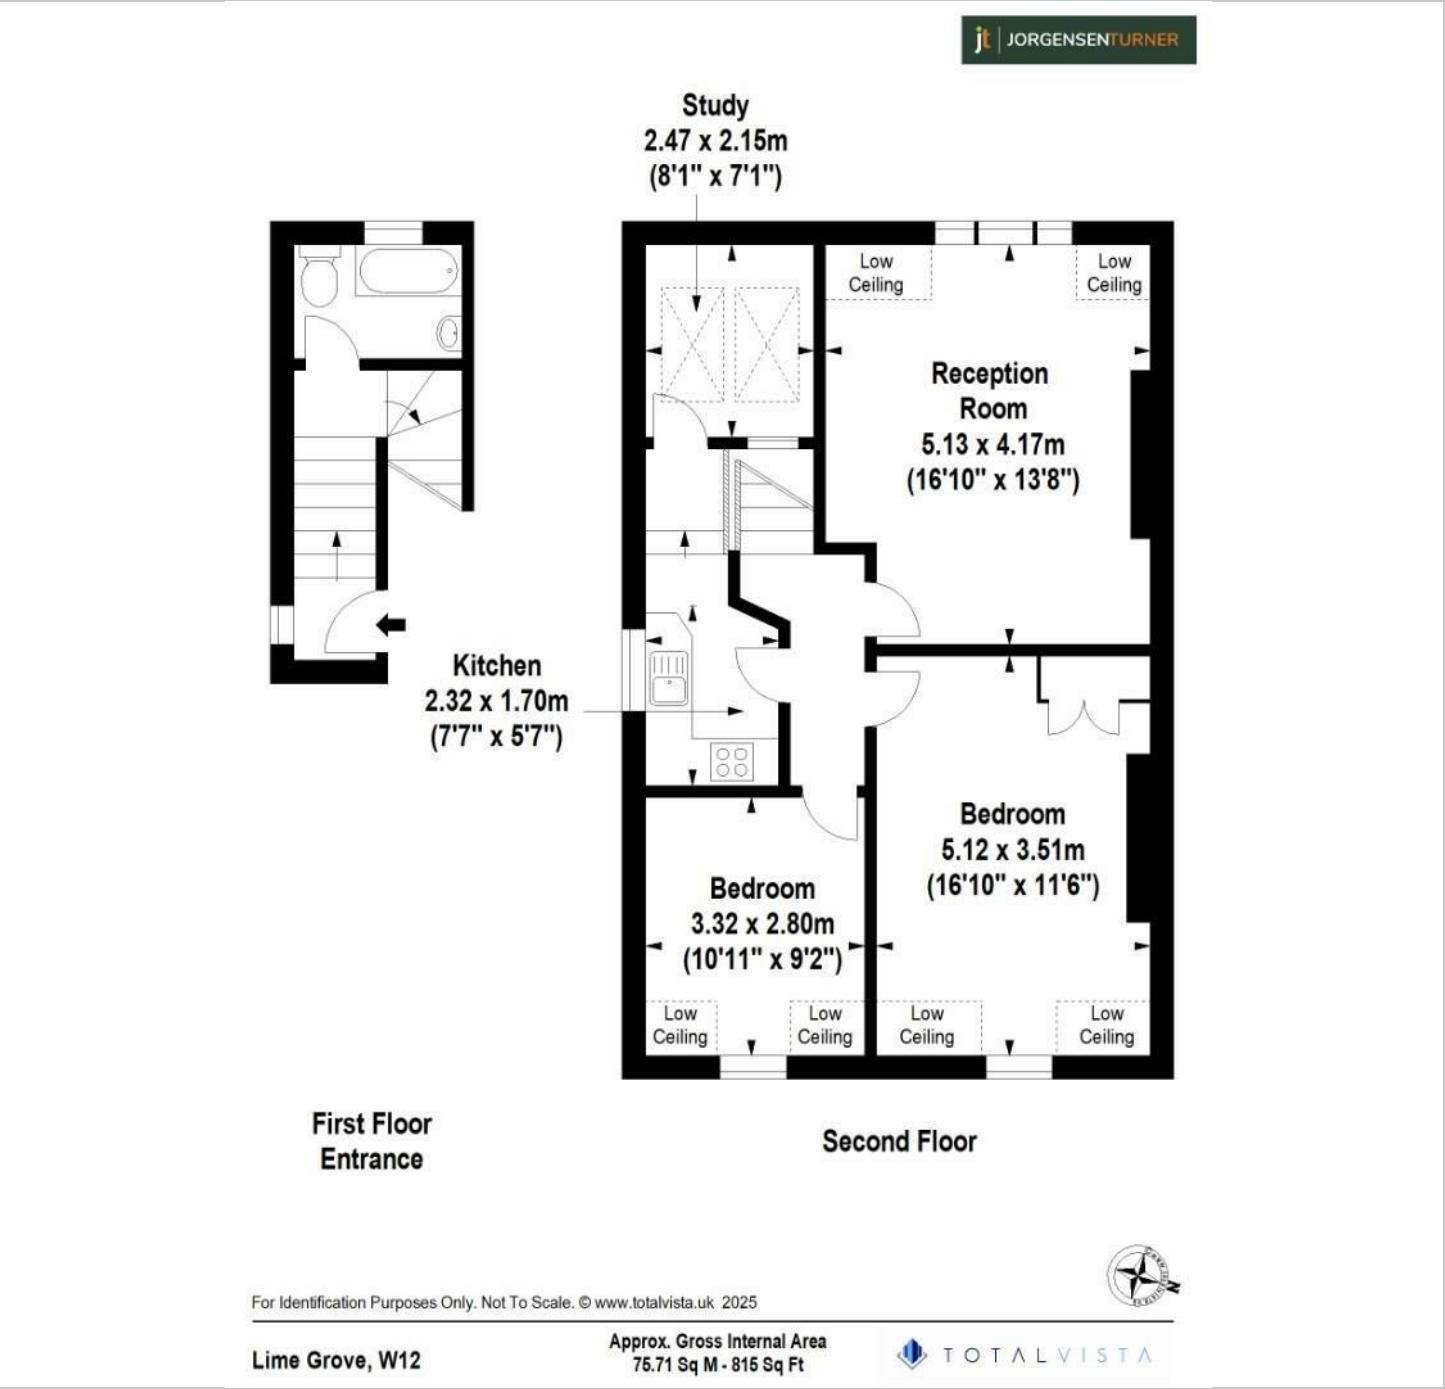 jt JORGENSENTURNER
Study
2.47 x 2.15m
(8'1" x 7'1")
Low
Ceiling
Low
Ceiling
Reception
Room
5.13 x 4.17m
(16'10" x 13'8")
Kitchen
2.32 x 1.70m
(7'7" x 5'7")
Bedroom
5.12 x 3.51m
(16'10" x 11'6")
Bedroom
3.32 x 2.80m
(10'11" x 9'2")
Low
Ceiling
Low
Ceiling
Low
Ceiling
Low
Ceiling
First Floor
Entrance
Second Floor
N
For Identification Purposes Only. Not To Scale. © www.totalvista.uk 2025
Lime Grove, W12
Approx. Gross Internal Area
75.71 Sq M - 815 Sq Ft
TOTALVISTA